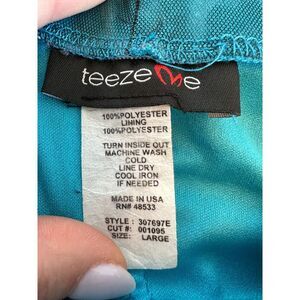 teeze me
100%POLYESTER
LINING
100%POLYESTER
TURN INSIDE OUT
MACHINE WASH
COLD
LINE DRY
COOL IRON
IF NEEDED
MADE IN USA
RN# 48533
STYLE : 307697E
CUT #: 001095
SIZE: LARGE